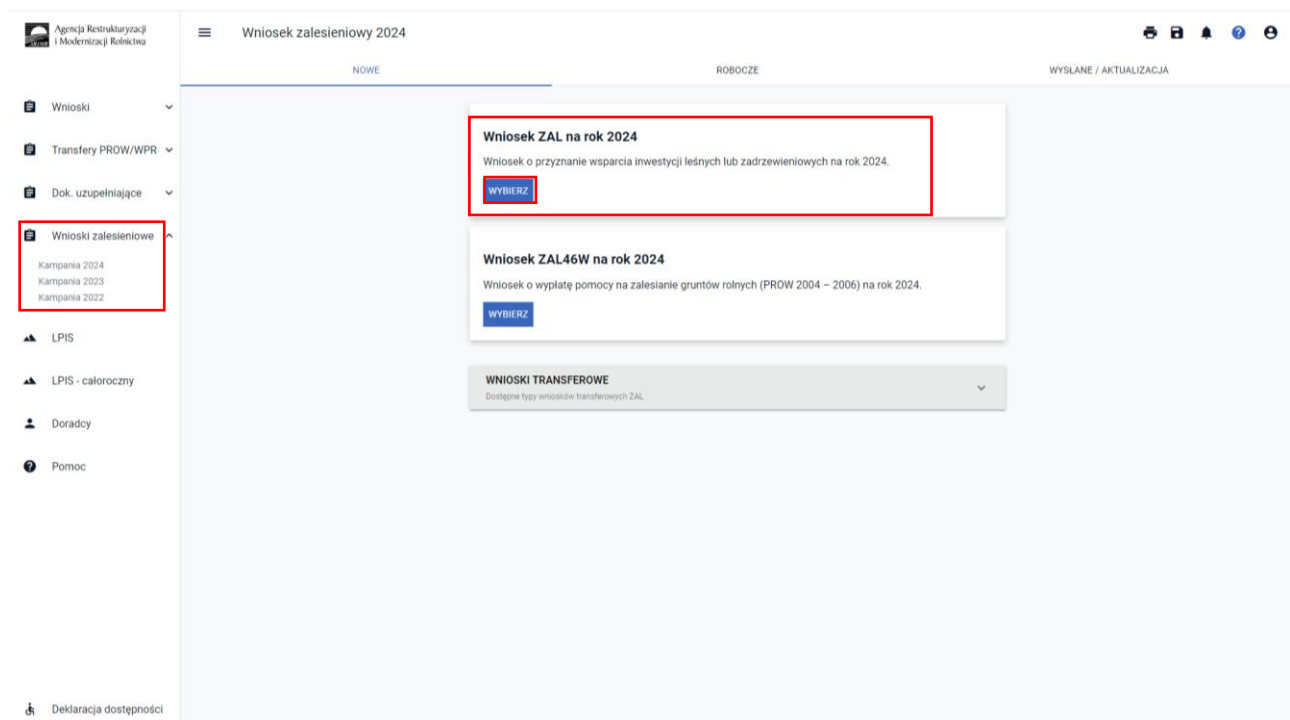 Agencja Restrukturyzacji
i Modernizacji Rolnictwa
Wniosek zalesieniowy 2024
NOWE
ROBOCZE
WYSŁANE / AKTUALIZACJA
Wnioski
Transfery PROW/WPR
Dok. uzupełniające
Wnioski zalesieniowe
Kampania 2024
Kampania 2023
Kampania 2022
LPIS
LPIS - całoroczny
Doradcy
Pomoc
Deklaracja dostępności
Wniosek ZAL na rok 2024
Wniosek o przyznanie wsparcia inwestycji leśnych lub zadrzewieniowych na rok 2024.
WYBIERZ
Wniosek ZAL46W na rok 2024
Wniosek o wypłatę pomocy na zalesianie gruntów rolnych (PROW 2004 – 2006) na rok 2024.
WYBIERZ
WNIOSKI TRANSFEROWE
Dostępne typy wniosków transferowych ZAL